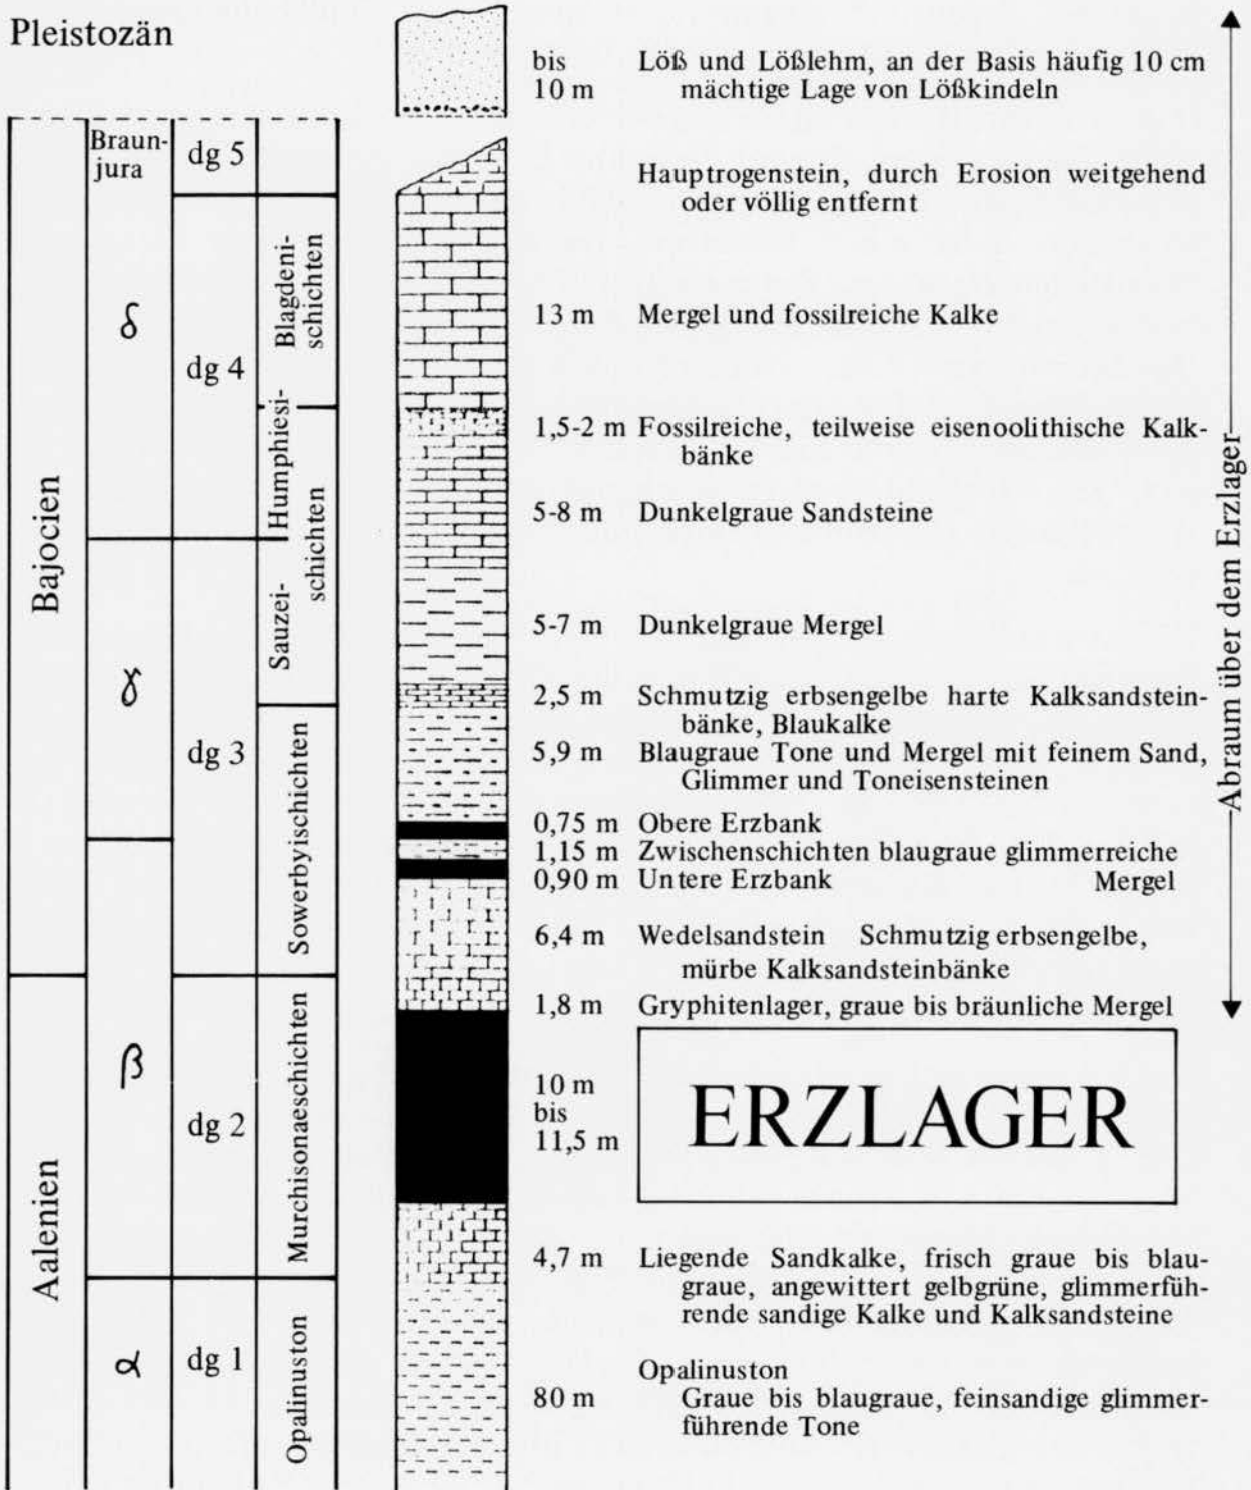 Pleistozän
bis
10 m
Löß und Lößlehm, an der Basis häufig 10 cm
mächtige Lage von Lößkindeln
Braun-
jura
dg 5
Hauptrogenstein, durch Erosion weitgehend
oder völlig entfernt
Bajocien
δ
dg 4
Blagdeni-
schichten
13 m Mergel und fossilreiche Kalke
Humphiesi-
schichten
1,5-2 m Fossilreiche, teilweise eisenoolithische Kalk-
bänke
5-8 m Dunkelgraue Sandsteine
γ
dg 3
Sauzei-
5-7 m Dunkelgraue Mergel
2,5 m Schmutzig erbsengelbe harte Kalksandstein-
bänke, Blaukalke
Sowerbyischichten
5,9 m Blaugraue Tone und Mergel mit feinem Sand,
Glimmer und Toneisensteinen
0,75 m Obere Erzbank
1,15 m Zwischenschichten blaugraue glimmerreiche
0,90 m Untere Erzbank Mergel
6,4 m Wedelsandstein Schmutzig erbsengelbe,
mürbe Kalksandsteinbänke
1,8 m Gryphitenlager, graue bis bräunliche Mergel
Abraum über dem Erzlager
Aalenien
β
dg 2
Murchisonaeschichten
10 m
bis
11,5 m
ERZLAGER
4,7 m Liegende Sandkalke, frisch graue bis blau-
graue, angewittert gelbgrüne, glimmerfüh-
rende sandige Kalke und Kalksandsteine
α
dg 1
Opalinuston
Opalinuston
80 m Graue bis blaugraue, feinsandige glimmer-
führende Tone